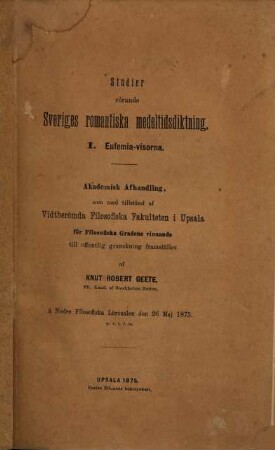 Studier
rörande
Sveriges romantiska medeltidsdiktning.
I. Eufemia-visorna.
Akademisk Afhandling,
som med tillstånd af
Vidtberömda Filosofiska Fakulteten i Upsala
för Filosofiska Gradens vinnande
till offentlig granskning framställes
af
KNUT ROBERT GEETE,
Fil. Kand. af Stockholms Nation,
å Nedre Filosofiska Lärosalen den 26 Maj 1875.
UPSALA 1875.